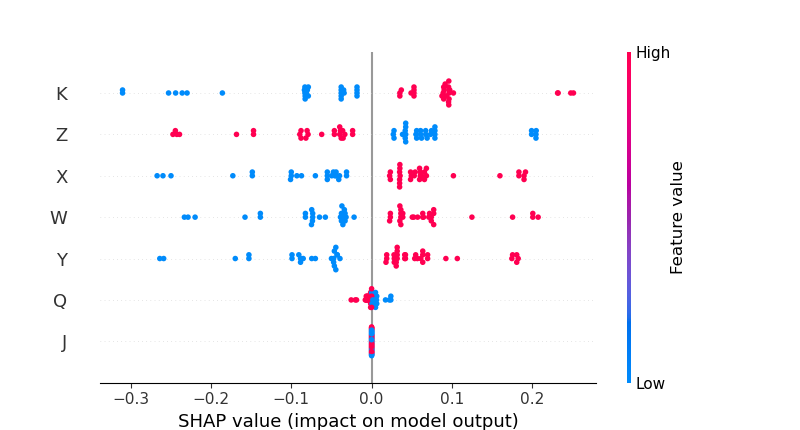 High
K
Z
X
W
Y
Q
J
Feature value
Low
−0.3 −0.2 −0.1 0.0 0.1 0.2
SHAP value (impact on model output)